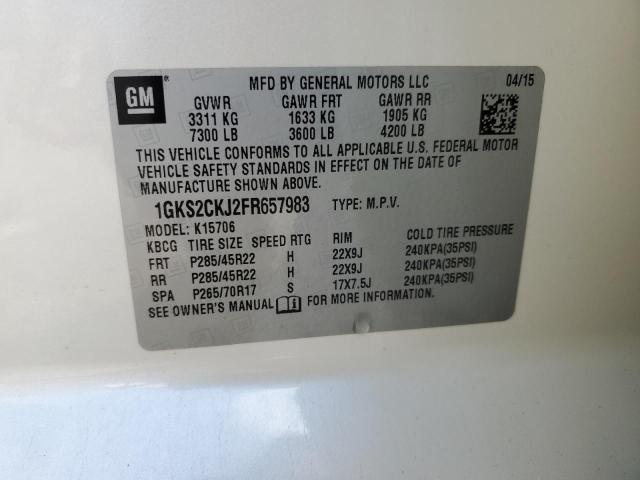 GM
MFD BY GENERAL MOTORS LLC 04/15
GVWR GAWR FRT GAWR RR
3311 KG 1633 KG 1905 KG
7300 LB 3600 LB 4200 LB
THIS VEHICLE CONFORMS TO ALL APPLICABLE U.S. FEDERAL MOTOR
VEHICLE SAFETY STANDARDS IN EFFECT ON THE DATE OF
MANUFACTURE SHOWN ABOVE.
1GKS2CKJ2FR657983 TYPE: M.P.V.
MODEL: K15706
KBCG TIRE SIZE SPEED RTG RIM COLD TIRE PRESSURE
FRT P285/45R22 H 22X9J 240KPA(35PSI)
RR P285/45R22 H 22X9J 240KPA(35PSI)
SPA P265/70R17 S 17X7.5J 240KPA(35PSI)
SEE OWNER'S MANUAL FOR MORE INFORMATION.